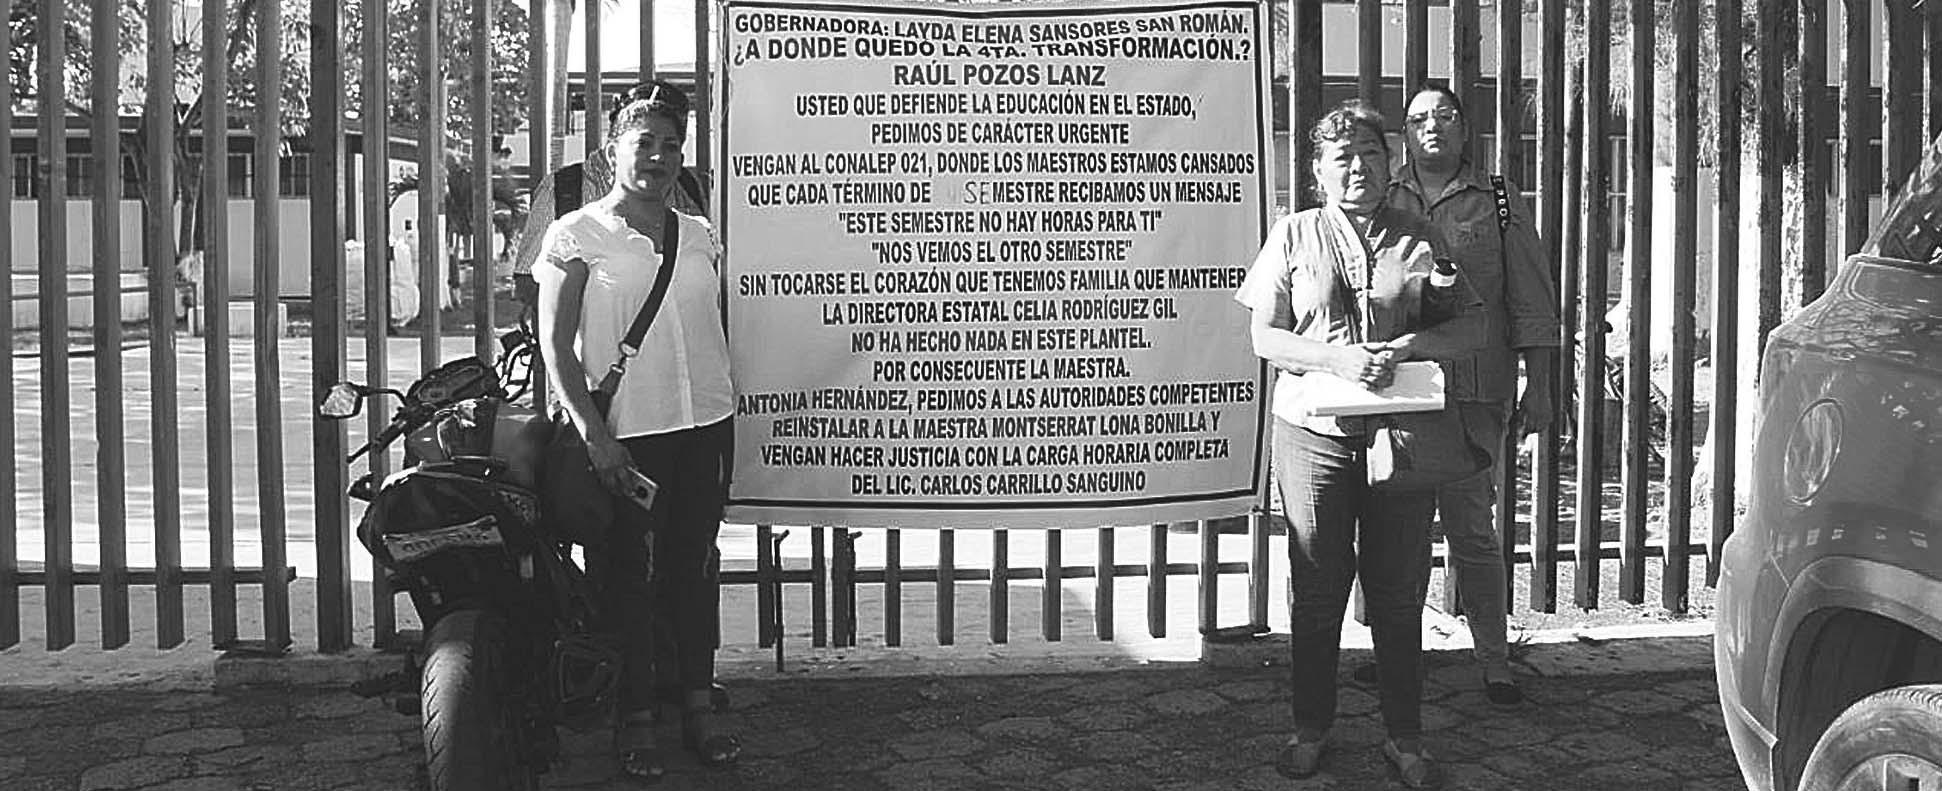 GOBERNADORA: LAYDA ELENA SANSORES SAN ROMÁN.
¿A DONDE QUEDO LA 4TA. TRANSFORMACIÓN.?
RAÚL POZOS LANZ
USTED QUE DEFIENDE LA EDUCACIÓN EN EL ESTADO,
PEDIMOS DE CARÁCTER URGENTE
VENGAN AL CONALEP 021, DONDE LOS MAESTROS ESTAMOS CANSADOS
QUE CADA TÉRMINO DE SEMESTRE RECIBAMOS UN MENSAJE
"ESTE SEMESTRE NO HAY HORAS PARA TI"
"NOS VEMOS EL OTRO SEMESTRE"
SIN TOCARSE EL CORAZÓN QUE TENEMOS FAMILIA QUE MANTENER
LA DIRECTORA ESTATAL CELIA RODRÍGUEZ GIL
NO HA HECHO NADA EN ESTE PLANTEL.
POR CONSECUENTE LA MAESTRA.
ANTONIA HERNÁNDEZ, PEDIMOS A LAS AUTORIDADES COMPETENTES
REINSTALAR A LA MAESTRA MONTSERRAT LONA BONILLA Y
VENGAN HACER JUSTICIA CON LA CARGA HORARIA COMPLETA
DEL LIC. CARLOS CARRILLO SANGUINO